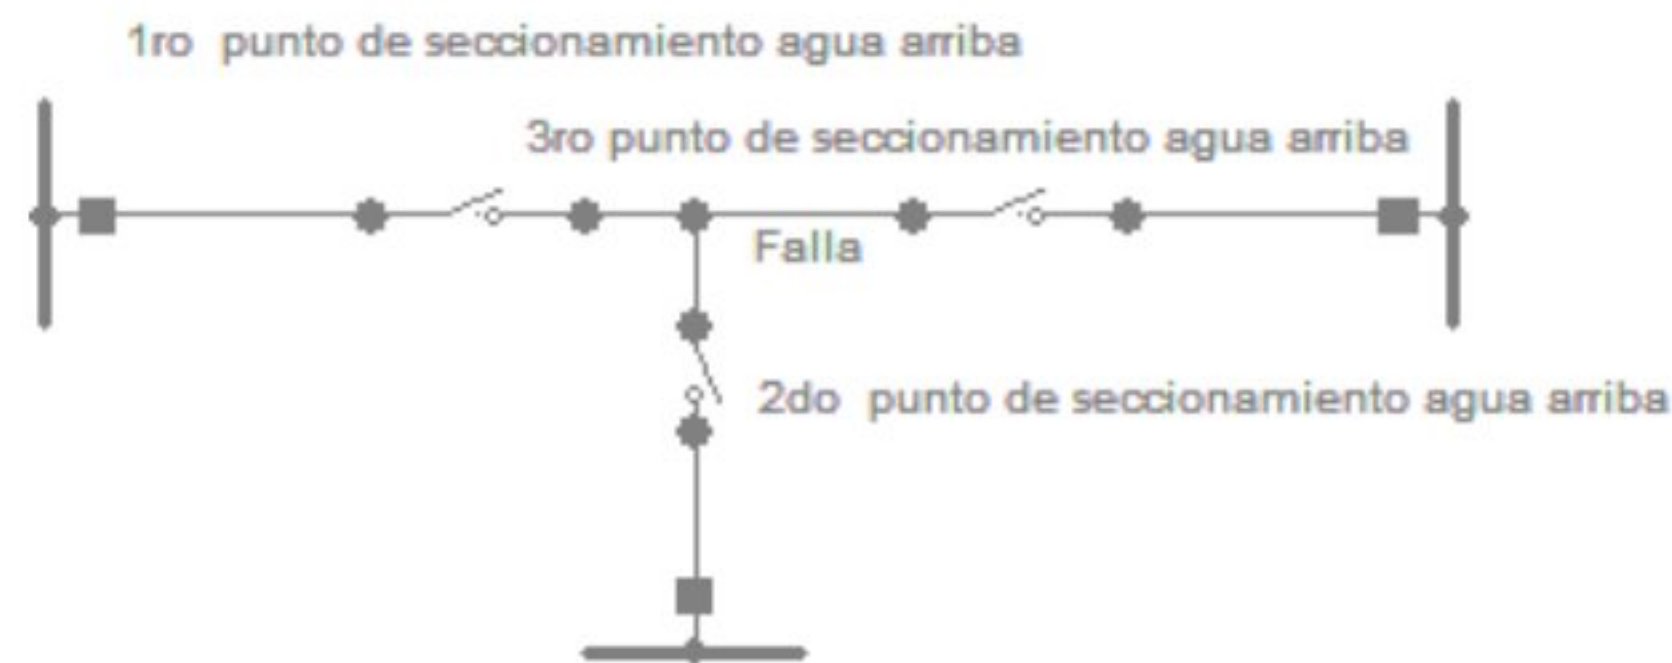 1ro punto de seccionamiento agua arriba
3ro punto de seccionamiento agua arriba
Falla
2do punto de seccionamiento agua arriba